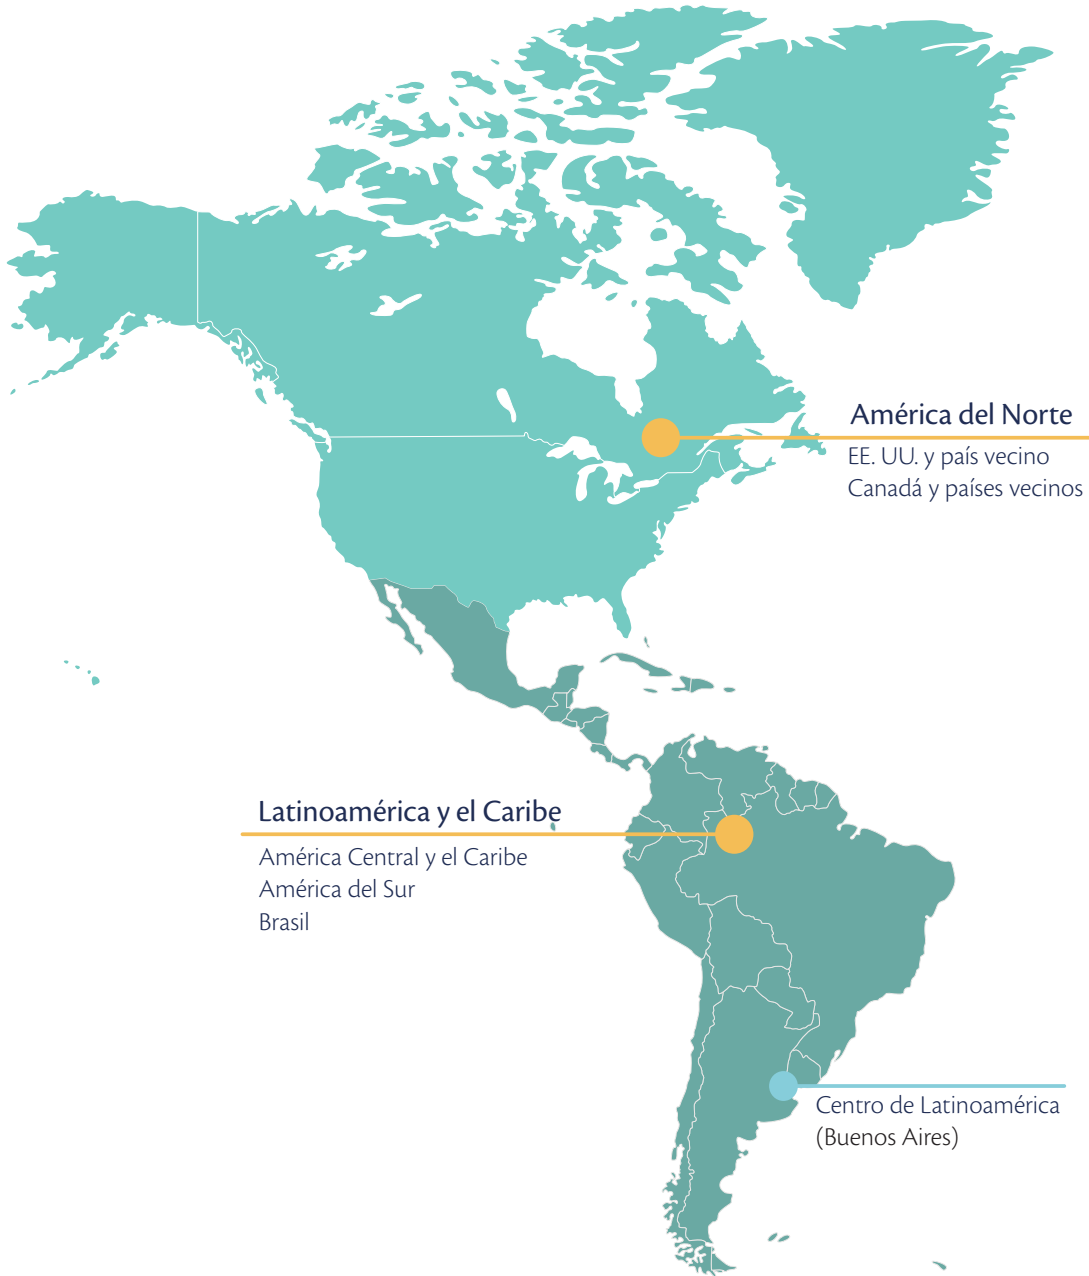 América del Norte
EE. UU. y país vecino
Canadá y países vecinos
Latinoamérica y el Caribe
América Central y el Caribe
América del Sur
Brasil
Centro de Latinoamérica
(Buenos Aires)